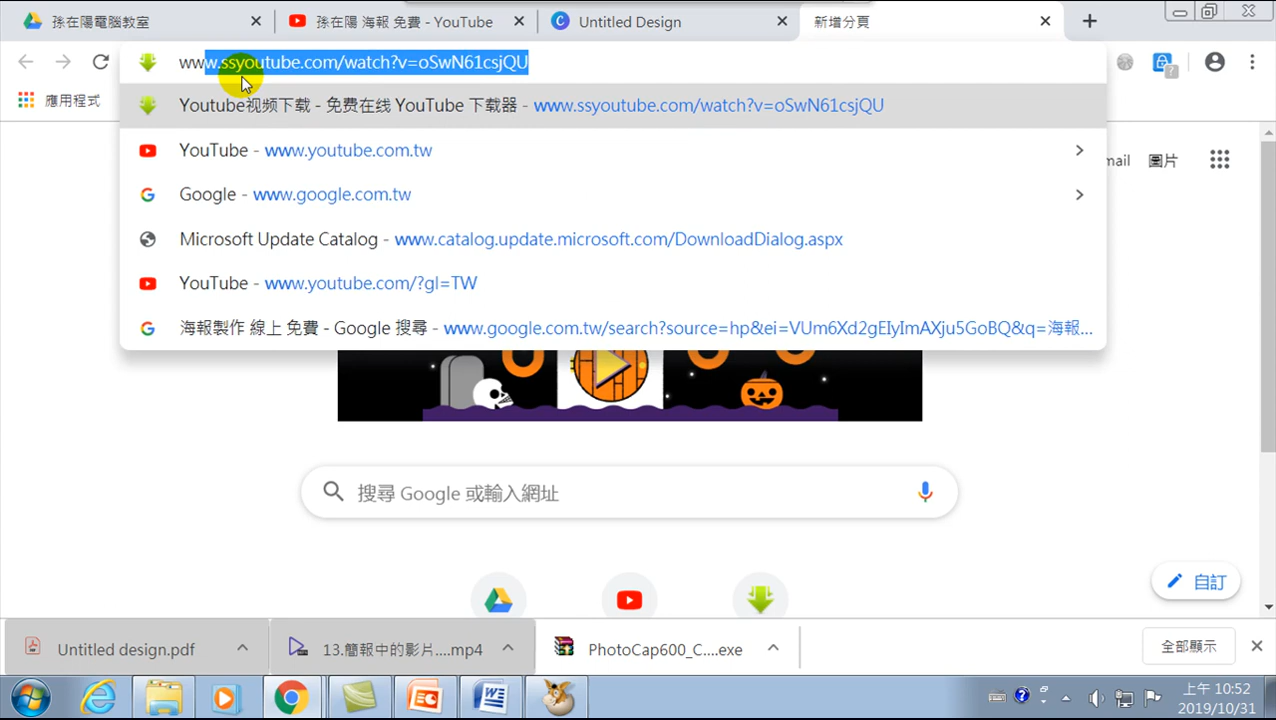 孫在陽電腦教室
孫在陽 海報 免費 - YouTube
Untitled Design
新增分頁
www.ssyoutube.com/watch?v=oSwN61csjQU
應用程式
Youtube视频下载 - 免費在线 YouTube 下载器 - www.ssyoutube.com/watch?v=oSwN61csjQU
YouTube - www.youtube.com.tw
mail 圖片
Google - www.google.com.tw
Microsoft Update Catalog - www.catalog.update.microsoft.com/DownloadDialog.aspx
YouTube - www.youtube.com/?gl=TW
海報製作 線上 免費 - Google 搜尋 - www.google.com.tw/search?source=hp&ei=VUm6Xd2gEIyImAXju5GoBQ&q=海報...
搜尋 Google 或輸入網址
自訂
Untitled design.pdf
13.簡報中的影片....mp4
PhotoCap600_C....exe
全部顯示
上午 10:52
2019/10/31